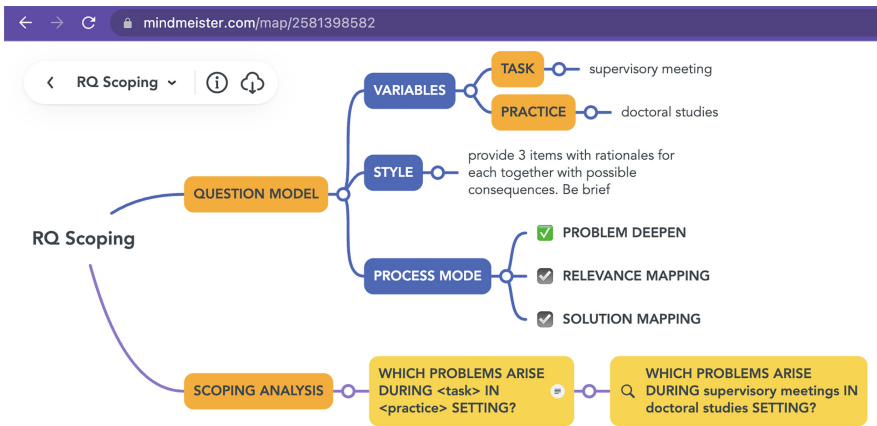 mindmeister.com/map/2581398582
RQ Scoping
TASK
supervisory meeting
VARIABLES
PRACTICE
doctoral studies
STYLE
provide 3 items with rationales for
each together with possible
consequences. Be brief
QUESTION MODEL
RQ Scoping
PROCESS MODE
PROBLEM DEEPEN
RELEVANCE MAPPING
SOLUTION MAPPING
SCOPING ANALYSIS
WHICH PROBLEMS ARISE
DURING <task> IN
<practice> SETTING?
WHICH PROBLEMS ARISE
DURING supervisory meetings IN
doctoral studies SETTING?